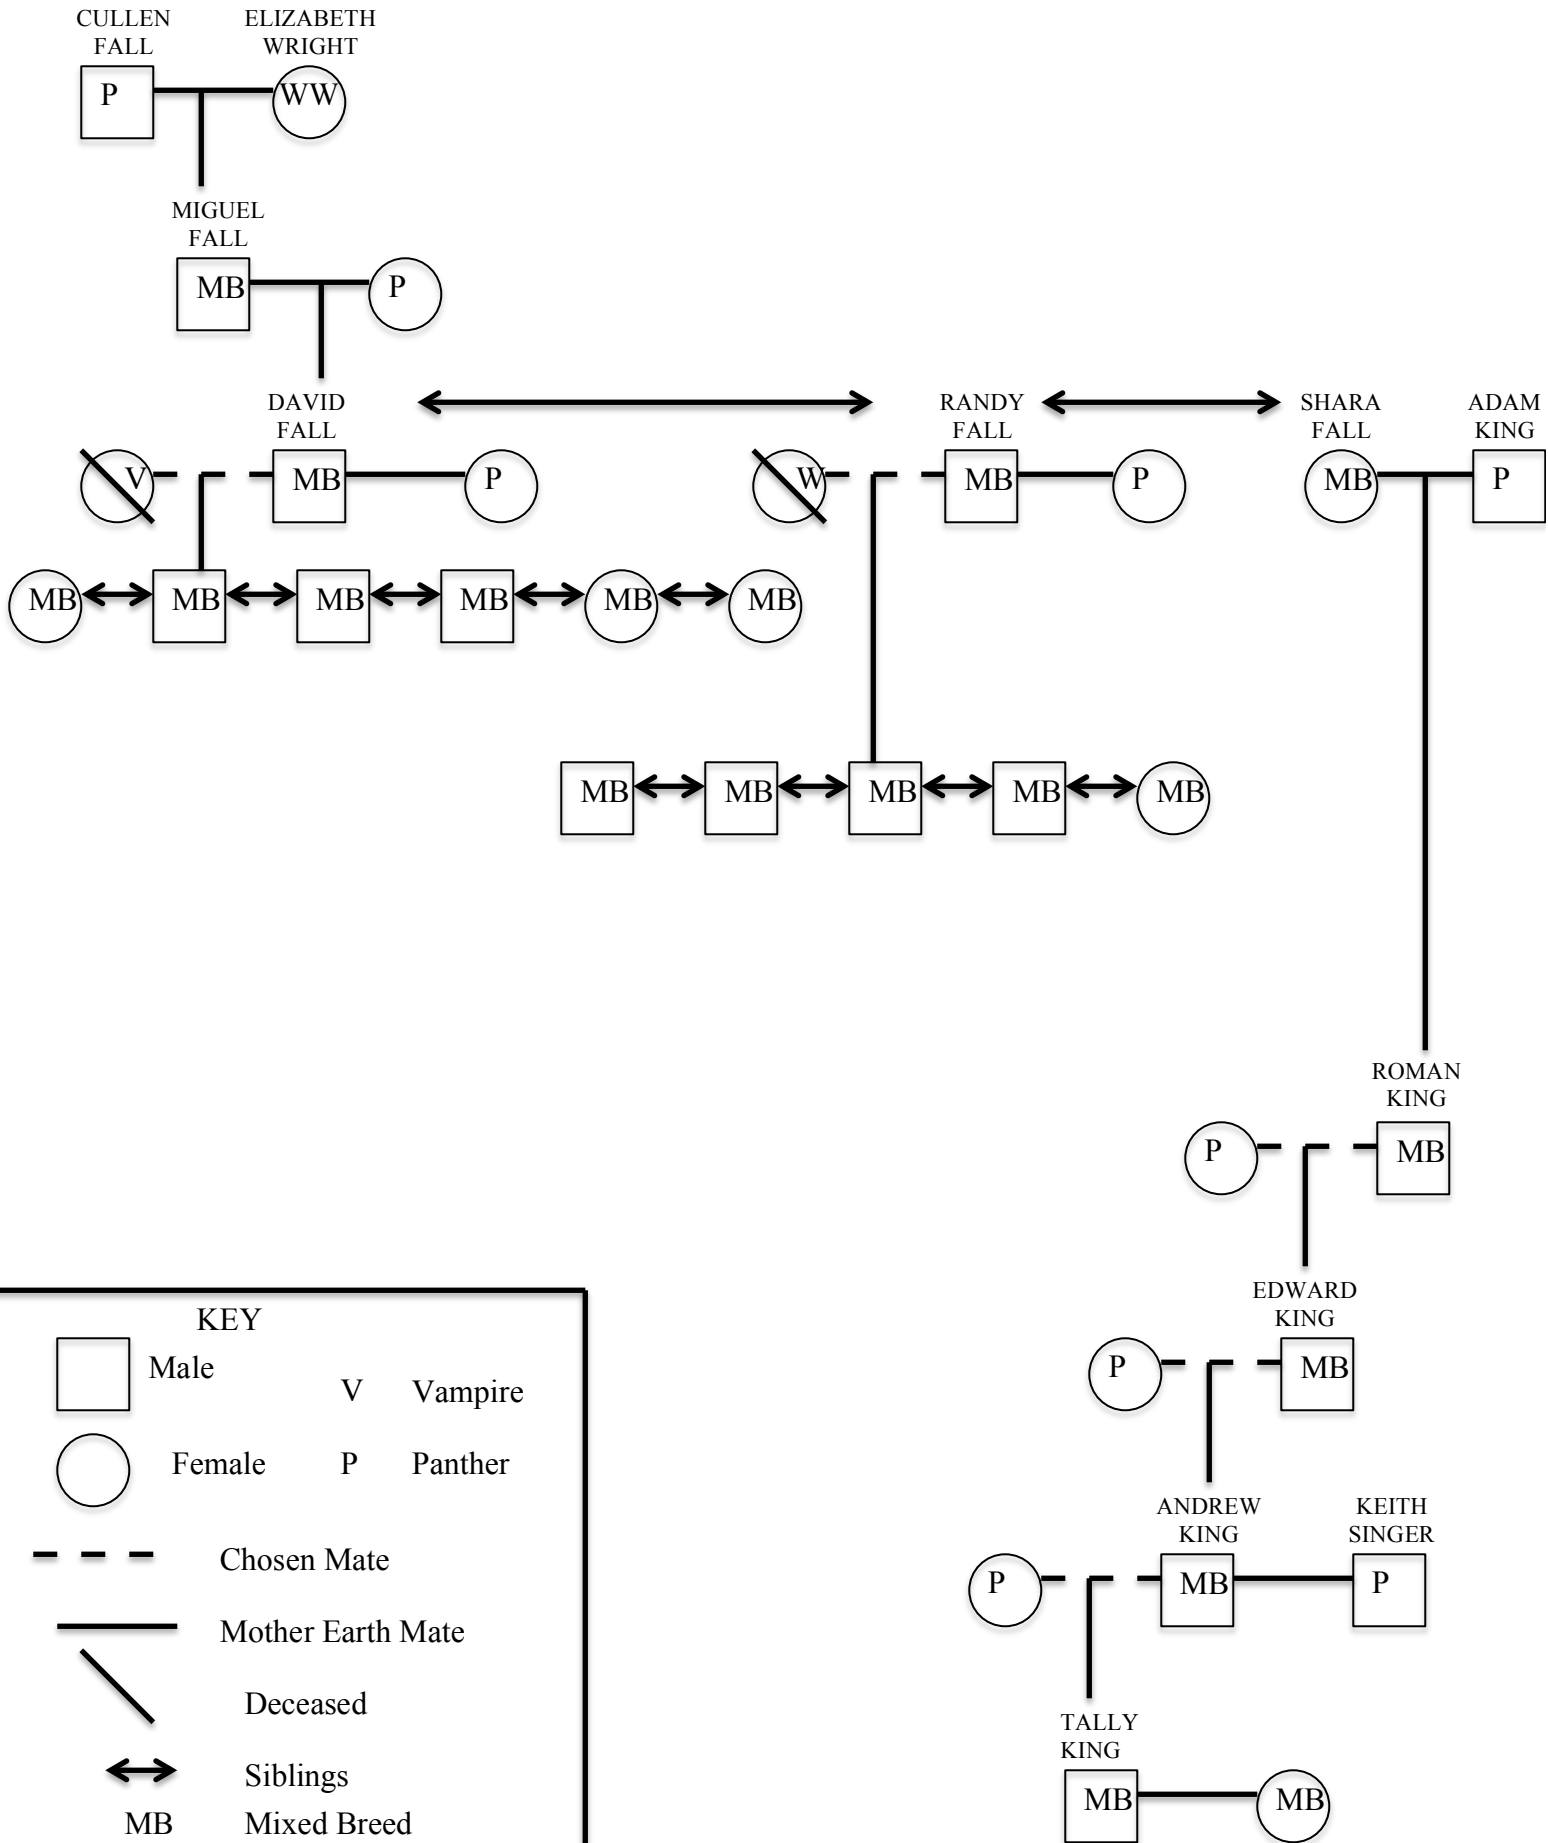 CULLEN
FALL
ELIZABETH
WRIGHT
P
WW
MIGUEL
FALL
MB
P
DAVID
FALL
RANDY
FALL
SHARA
FALL
ADAM
KING
V
MB
P
W
MB
P
MB
P
MB
MB
MB
MB
MB
MB
MB
MB
MB
MB
MB
ROMAN
KING
P
MB
EDWARD
KING
P
MB
ANDREW
KING
KEITH
SINGER
P
MB
P
TALLY
KING
MB
MB
KEY
Male
V Vampire
Female
P Panther
Chosen Mate
Mother Earth Mate
Deceased
Siblings
MB Mixed Breed